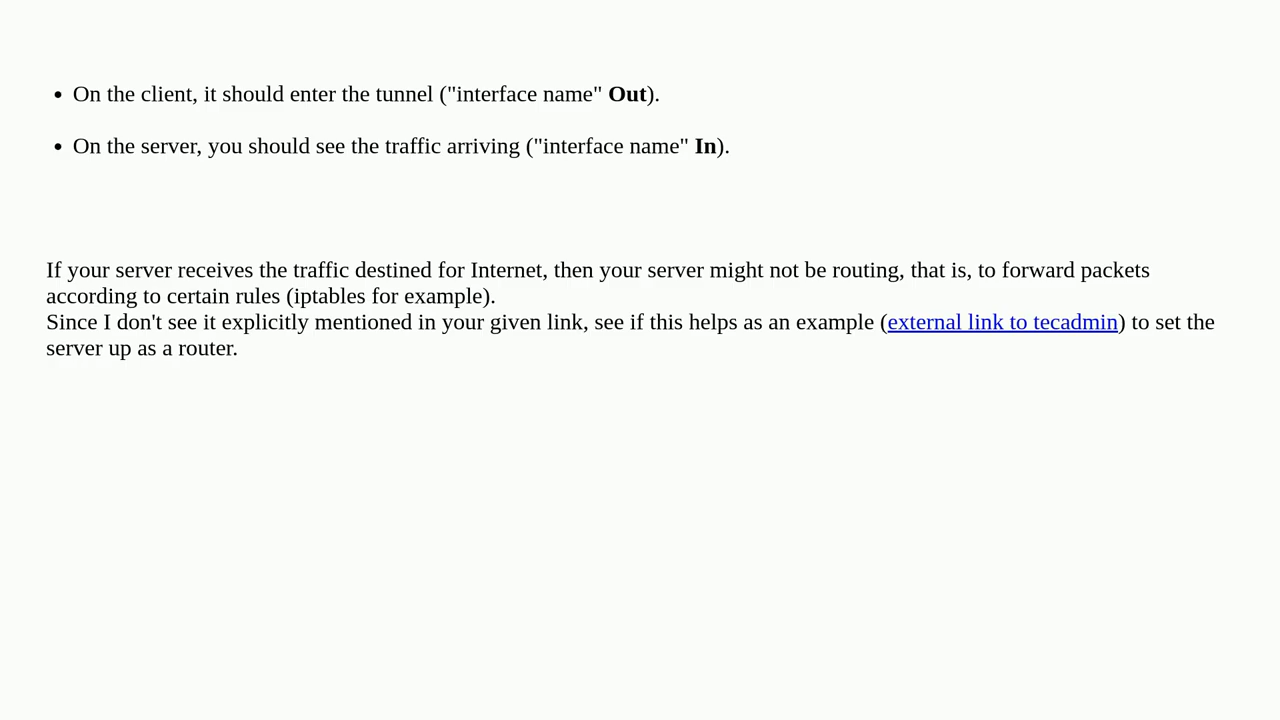 • On the client, it should enter the tunnel ("interface name" Out).
• On the server, you should see the traffic arriving ("interface name" In).
If your server receives the traffic destined for Internet, then your server might not be routing, that is, to forward packets
according to certain rules (iptables for example).
Since I don't see it explicitly mentioned in your given link, see if this helps as an example (external link to tecadmin) to set the
server up as a router.